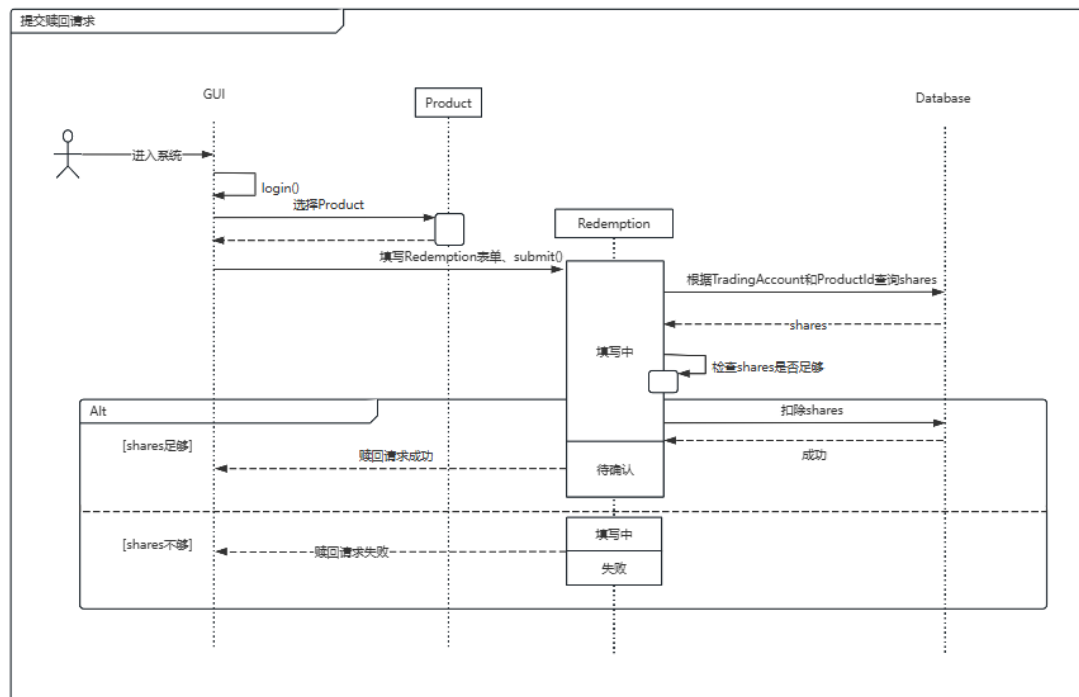 提交赎回请求
GUI
Product
Database
进入系统
login()
选择Product
Redemption
填写Redemption表单、submit()
根据TradingAccount和ProductId查询shares
shares
填写中
检查shares是否足够
Alt
扣除shares
[shares足够]
赎回请求成功
成功
待确认
[shares不够]
填写中
赎回请求失败
失败